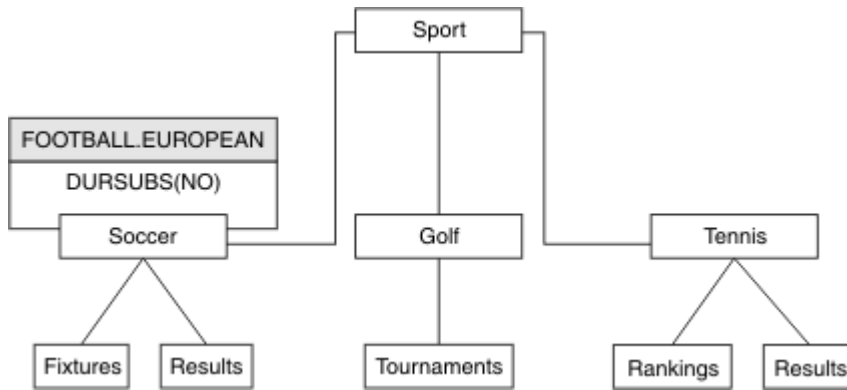 Sport
FOOTBALL.EUROPEAN
DURSUBS(NO)
Soccer
Golf
Tennis
Fixtures
Results
Tournaments
Rankings
Results